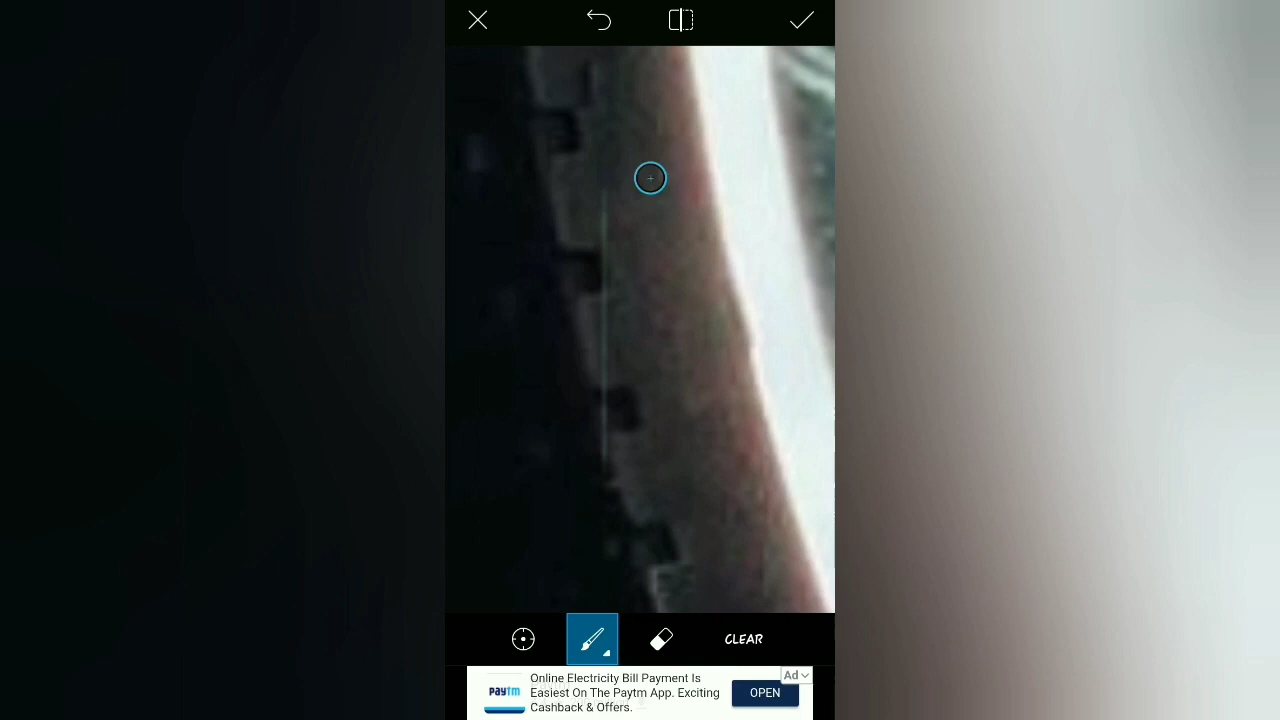 CLEAR
paytm
Online Electricity Bill Payment Is
Easiest On The Paytm App. Exciting
Cashback & Offers.
OPEN
Ad